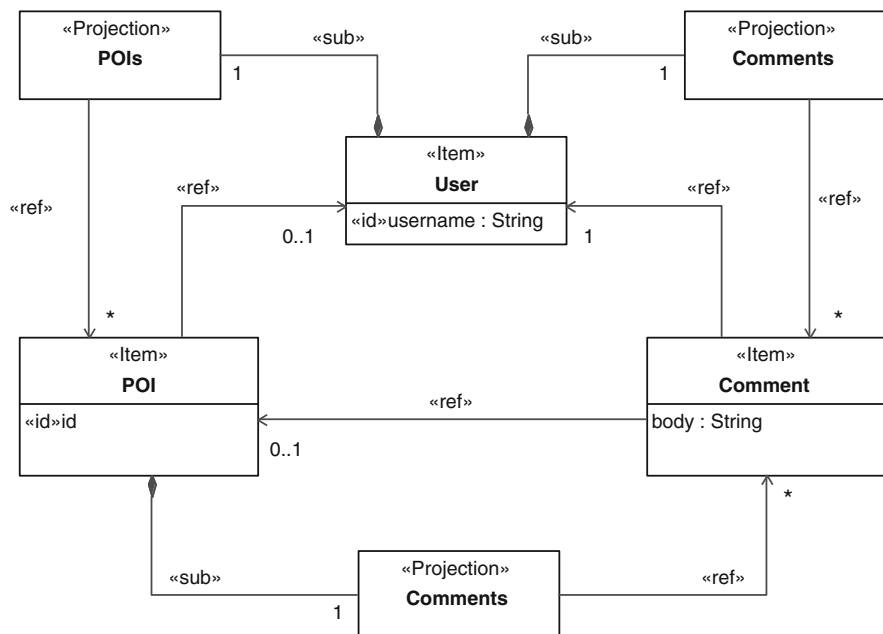 «Projection»
POIs
1
«sub»
«sub»
«Projection»
Comments
1
«Item»
User
«id»username : String
«ref»
«ref»
0..1
«ref»
1
«ref»
*
*
«Item»
POI
«id»id
«ref»
0..1
«Item»
Comment
body : String
«sub»
1
«Projection»
Comments
«ref»
*